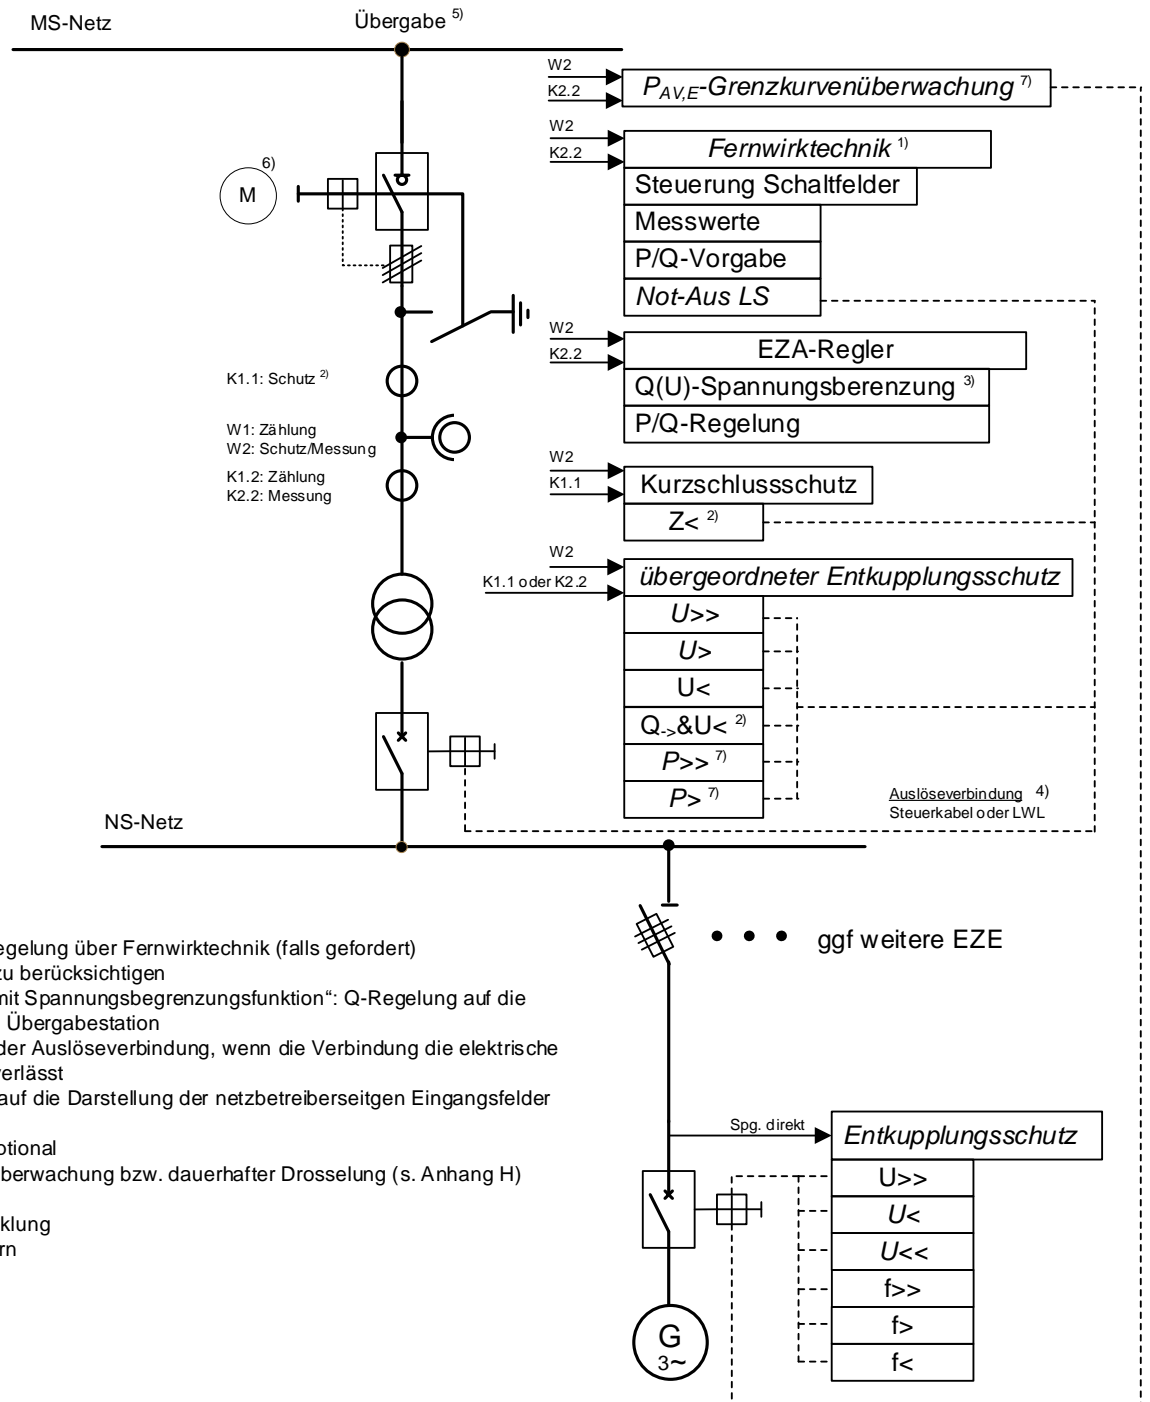 MS-Netz
Übergabe 5)
W2
K2.2
PAV,E-Grenzkurvenüberwachung 7)
W2
K2.2
Fernwirktechnik 1)
Steuerung Schaltfelder
Messwerte
P/Q-Vorgabe
Not-Aus LS
M
6)
W2
K2.2
EZA-Regler
Q(U)-Spannungsberenzung 3)
P/Q-Regelung
K1.1: Schutz 2)
W1: Zählung
W2: Schutz/Messung
K1.2: Zählung
K2.2: Messung
W2
K1.1
Kurzschlussschutz
Z< 2)
W2
K1.1 oder K2.2
übergeordneter Entkupplungsschutz
U>>
U>
U<
Q->&U< 2)
P>> 7)
P> 7)
Auslöseverbindung 4)
Steuerkabel oder LWL
NS-Netz
egelung über Fernwirktechnik (falls gefordert)
zu berücksichtigen
mit Spannungsbegrenzungsfunktion“: Q-Regelung auf die
Übergabestation
der Auslöseverbindung, wenn die Verbindung die elektrische
verlässt
auf die Darstellung der netzbetreiberseitgen Eingangsfelder
otional
berwachung bzw. dauerhafter Drosselung (s. Anhang H)
klung
rn
ggf weitere EZE
Spg. direkt
Entkupplungsschutz
U>>
U<
U<<
f>>
f>
f<
G
3~